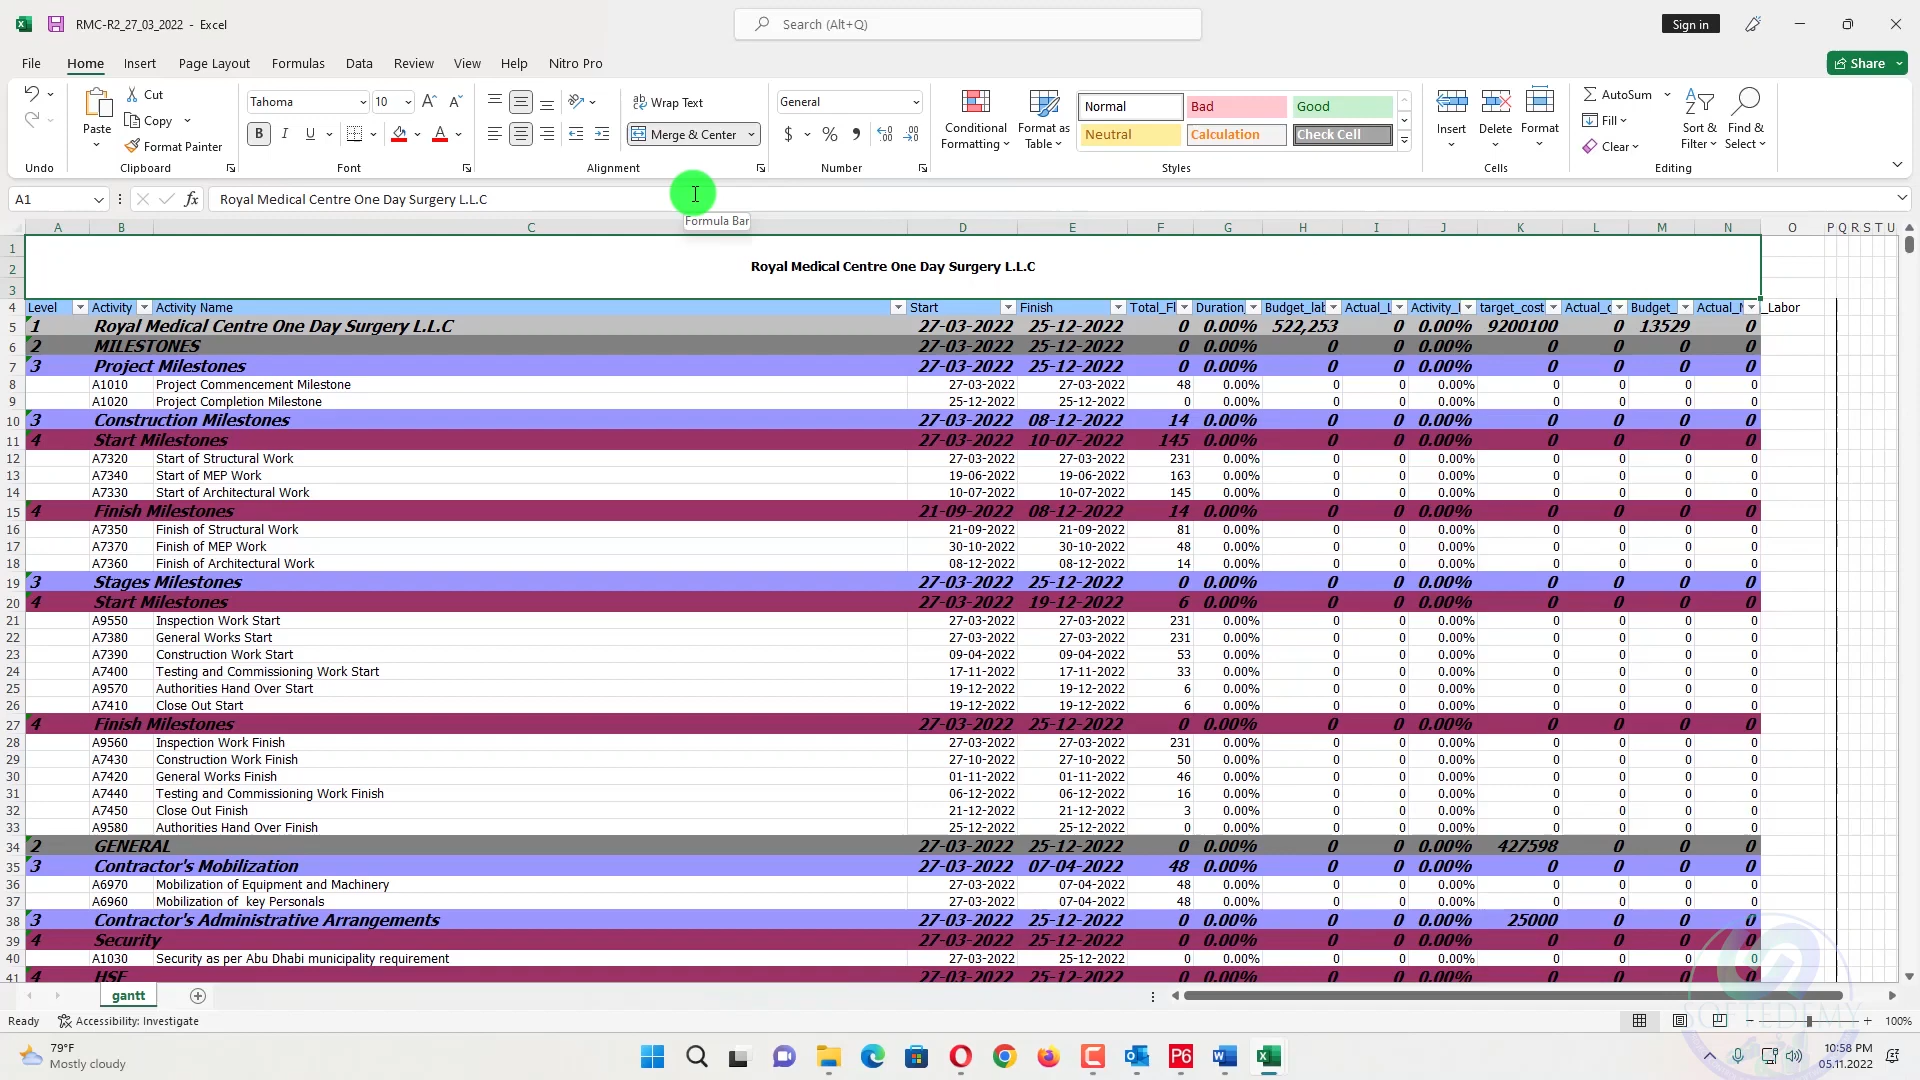 RMC-R2_27_03_2022 - Excel
Search (Alt+Q)
Sign in
File Home Insert Page Layout Formulas Data Review View Help Nitro Pro
Share
Cut
Copy
Format Painter
Paste
Tahoma 10
B I U
Wrap Text
Merge & Center
General
$ % ,
Conditional Formatting
Format as Table
Normal Bad Good
Neutral Calculation Check Cell
Insert Delete Format
AutoSum
Fill
Clear
Sort & Filter
Find & Select
Undo Clipboard Font Alignment Number Styles Cells Editing
A1 fx Royal Medical Centre One Day Surgery L.L.C
Formula Bar
A B C D E F G H I J K L M N O P Q R S T U
1
2 Royal Medical Centre One Day Surgery L.L.C
3
4 Level Activity Activity Name Start Finish Total_Fl Duration Budget_lab Actual_L Activity_ target_cost Actual_c Budget_ Actual_N _Labor
5 1 Royal Medical Centre One Day Surgery L.L.C 27-03-2022 25-12-2022 0 0.00% 522,253 0 0.00% 9200100 0 13529 0
6 2 MILESTONES 27-03-2022 25-12-2022 0 0.00% 0 0 0.00% 0 0 0 0
7 3 Project Milestones 27-03-2022 25-12-2022 0 0.00% 0 0 0.00% 0 0 0 0
8 A1010 Project Commencement Milestone 27-03-2022 27-03-2022 48 0.00% 0 0 0.00% 0 0 0 0
9 A1020 Project Completion Milestone 25-12-2022 25-12-2022 0 0.00% 0 0 0.00% 0 0 0 0
10 3 Construction Milestones 27-03-2022 08-12-2022 14 0.00% 0 0 0.00% 0 0 0 0
11 4 Start Milestones 27-03-2022 10-07-2022 145 0.00% 0 0 0.00% 0 0 0 0
12 A7320 Start of Structural Work 27-03-2022 27-03-2022 231 0.00% 0 0 0.00% 0 0 0 0
13 A7340 Start of MEP Work 19-06-2022 19-06-2022 163 0.00% 0 0 0.00% 0 0 0 0
14 A7330 Start of Architectural Work 10-07-2022 10-07-2022 145 0.00% 0 0 0.00% 0 0 0 0
15 4 Finish Milestones 21-09-2022 08-12-2022 14 0.00% 0 0 0.00% 0 0 0 0
16 A7350 Finish of Structural Work 21-09-2022 21-09-2022 81 0.00% 0 0 0.00% 0 0 0 0
17 A7370 Finish of MEP Work 30-10-2022 30-10-2022 48 0.00% 0 0 0.00% 0 0 0 0
18 A7360 Finish of Architectural Work 08-12-2022 08-12-2022 14 0.00% 0 0 0.00% 0 0 0 0
19 3 Stages Milestones 27-03-2022 25-12-2022 0 0.00% 0 0 0.00% 0 0 0 0
20 4 Start Milestones 27-03-2022 19-12-2022 6 0.00% 0 0 0.00% 0 0 0 0
21 A9550 Inspection Work Start 27-03-2022 27-03-2022 231 0.00% 0 0 0.00% 0 0 0 0
22 A7380 General Works Start 27-03-2022 27-03-2022 231 0.00% 0 0 0.00% 0 0 0 0
23 A7390 Construction Work Start 09-04-2022 09-04-2022 53 0.00% 0 0 0.00% 0 0 0 0
24 A7400 Testing and Commissioning Work Start 17-11-2022 17-11-2022 33 0.00% 0 0 0.00% 0 0 0 0
25 A9570 Authorities Hand Over Start 19-12-2022 19-12-2022 6 0.00% 0 0 0.00% 0 0 0 0
26 A7410 Close Out Start 19-12-2022 19-12-2022 6 0.00% 0 0 0.00% 0 0 0 0
27 4 Finish Milestones 27-03-2022 25-12-2022 0 0.00% 0 0 0.00% 0 0 0 0
28 A9560 Inspection Work Finish 27-03-2022 27-03-2022 231 0.00% 0 0 0.00% 0 0 0 0
29 A7430 Construction Work Finish 27-10-2022 27-10-2022 50 0.00% 0 0 0.00% 0 0 0 0
30 A7420 General Works Finish 01-11-2022 01-11-2022 46 0.00% 0 0 0.00% 0 0 0 0
31 A7440 Testing and Commissioning Work Finish 06-12-2022 06-12-2022 16 0.00% 0 0 0.00% 0 0 0 0
32 A7450 Close Out Finish 21-12-2022 21-12-2022 3 0.00% 0 0 0.00% 0 0 0 0
33 A9580 Authorities Hand Over Finish 25-12-2022 25-12-2022 0 0.00% 0 0 0.00% 0 0 0 0
34 2 GENERAL 27-03-2022 25-12-2022 0 0.00% 0 0 0.00% 427598 0 0 0
35 3 Contractor's Mobilization 27-03-2022 07-04-2022 48 0.00% 0 0 0.00% 0 0 0 0
36 A6970 Mobilization of Equipment and Machinery 27-03-2022 07-04-2022 48 0.00% 0 0 0.00% 0 0 0 0
37 A6960 Mobilization of key Personals 27-03-2022 07-04-2022 48 0.00% 0 0 0.00% 0 0 0 0
38 3 Contractor's Administrative Arrangements 27-03-2022 25-12-2022 0 0.00% 0 0 0.00% 25000 0 0 0
39 4 Security 27-03-2022 25-12-2022 0 0.00% 0 0 0.00% 0 0 0 0
40 A1030 Security as per Abu Dhabi municipality requirement 27-03-2022 25-12-2022 0 0.00% 0 0 0.00% 0 0 0 0
41 4 HSE 27-03-2022 25-12-2022 0 0.00% 0 0 0.00% 0 0 0 0
gantt
Ready Accessibility: Investigate 100%
SOFTEDEMY
79°F
Mostly cloudy
P6
10:58 PM
05.11.2022